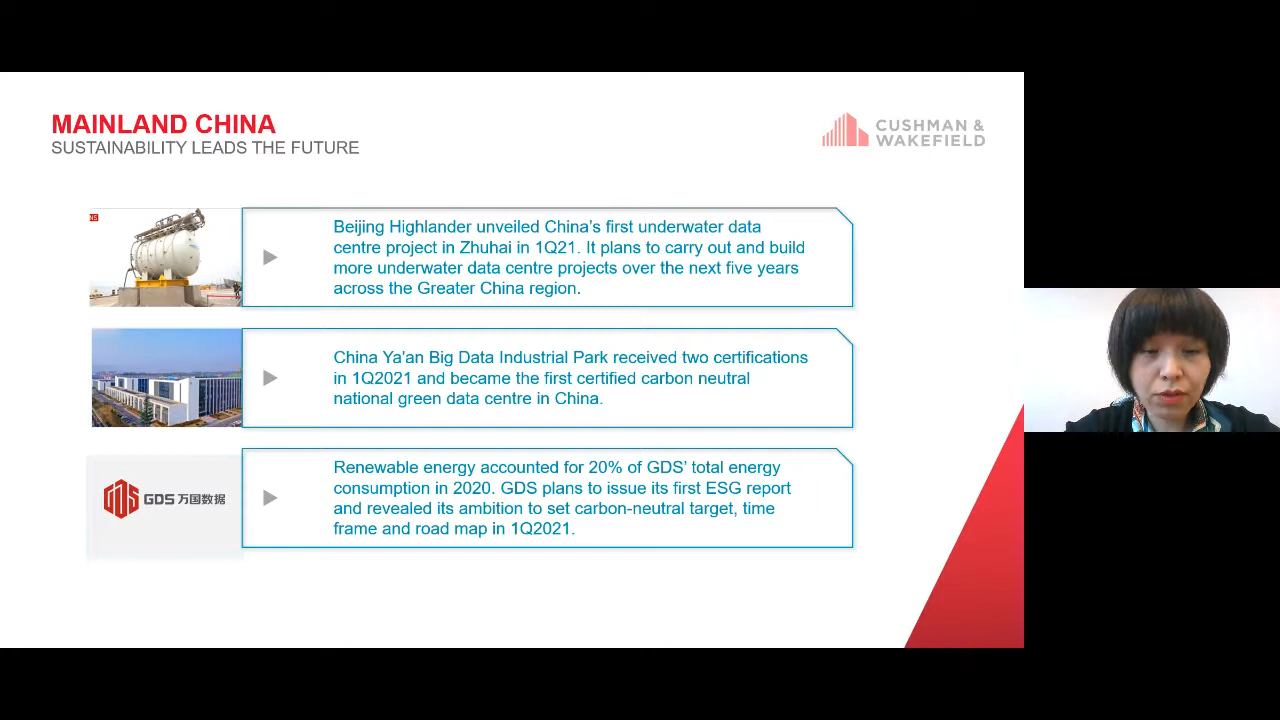 MAINLAND CHINA
SUSTAINABILITY LEADS THE FUTURE
CUSHMAN &
WAKEFIELD
NS
Beijing Highlander unveiled China’s first underwater data
centre project in Zhuhai in 1Q21. It plans to carry out and build
more underwater data centre projects over the next five years
across the Greater China region.
China Ya’an Big Data Industrial Park received two certifications
in 1Q2021 and became the first certified carbon neutral
national green data centre in China.
GDS GDS 万国数据
Renewable energy accounted for 20% of GDS’ total energy
consumption in 2020. GDS plans to issue its first ESG report
and revealed its ambition to set carbon-neutral target, time
frame and road map in 1Q2021.